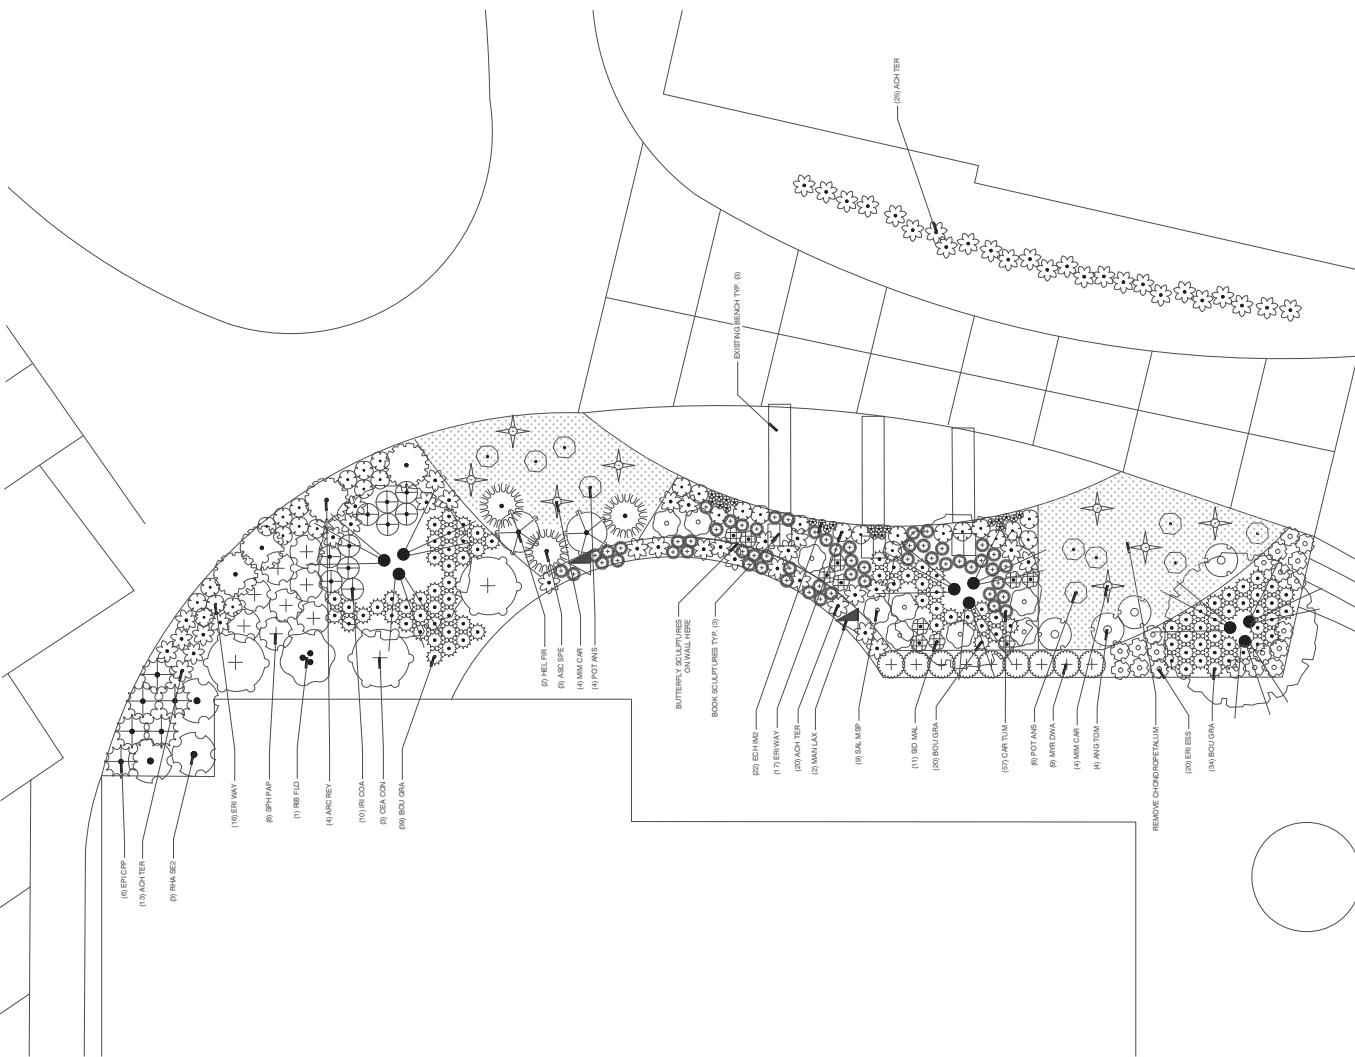 (25) ACH TER
EXISTING BENCH TYP. (3)
(6) EPI CPP
(13) ACH TER
(3) RHA SE2
(16) ERI WAY
(8) SPH PAP
(1) RIB FLO
(4) ARC REY
(10) IRI COA
(3) CEA CON
(39) BOU GRA
(2) HEL PIR
(3) ASC SPE
(4) MIM CAR
(4) POT ANS
BUTTERFLY SCULPTURES
ON WALL HERE
BOOK SCULPTURES TYP. (3)
(22) ECH IM2
(17) ERI WAY
(20) ACH TER
(2) MAN LAX
(9) SAL MSP
(11) SID MAL
(20) BOU GRA
(57) CAR TUM
(6) POT ANS
(9) MYR DWA
(4) MIM CAR
(4) ANG TOM
REMOVE CHONDROPETALUM
(20) ERI ESS
(34) BOU GRA